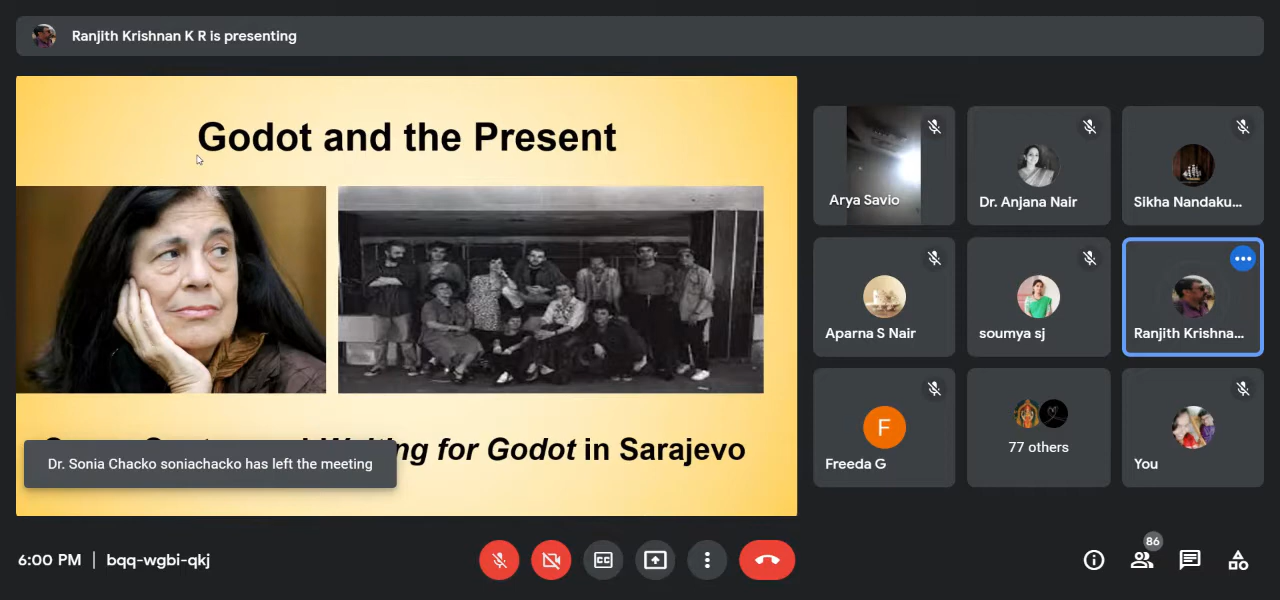 Ranjith Krishnan K R is presenting
Godot and the Present
Waiting for Godot in Sarajevo
Dr. Sonia Chacko soniachacko has left the meeting
Arya Savio
Dr. Anjana Nair
Sikha Nandaku...
Aparna S Nair
soumya sj
Ranjith Krishna...
F
Freeda G
77 others
You
6:00 PM | bqq-wgbi-qkj
CC
86